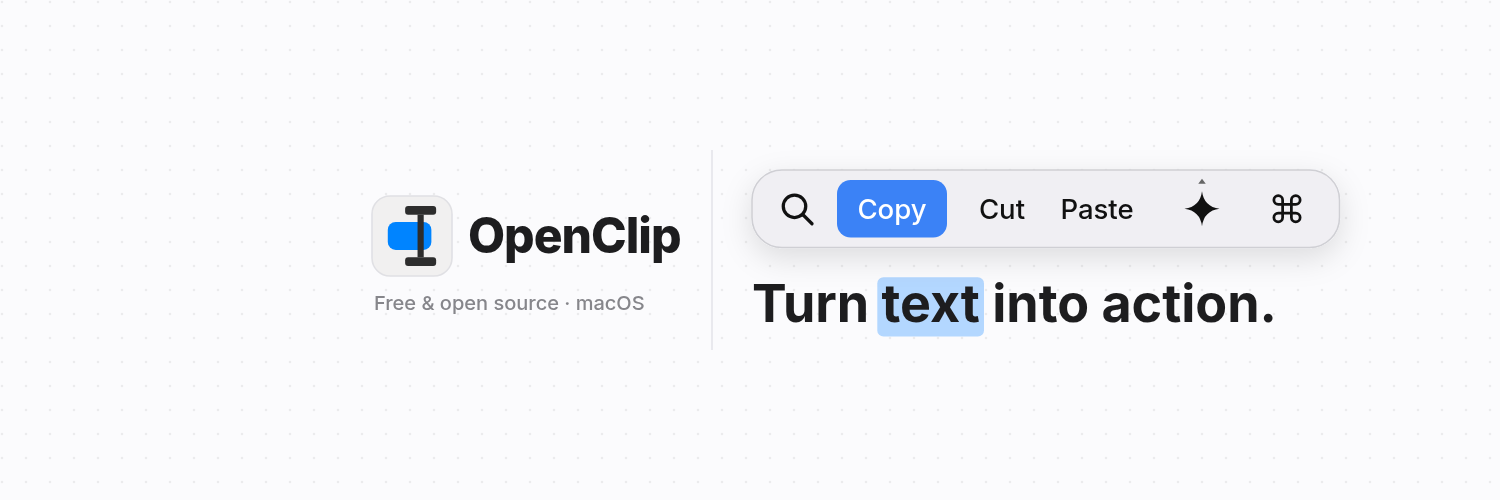 OpenClip
Free & open source · macOS
Copy Cut Paste ⌘
Turn text into action.